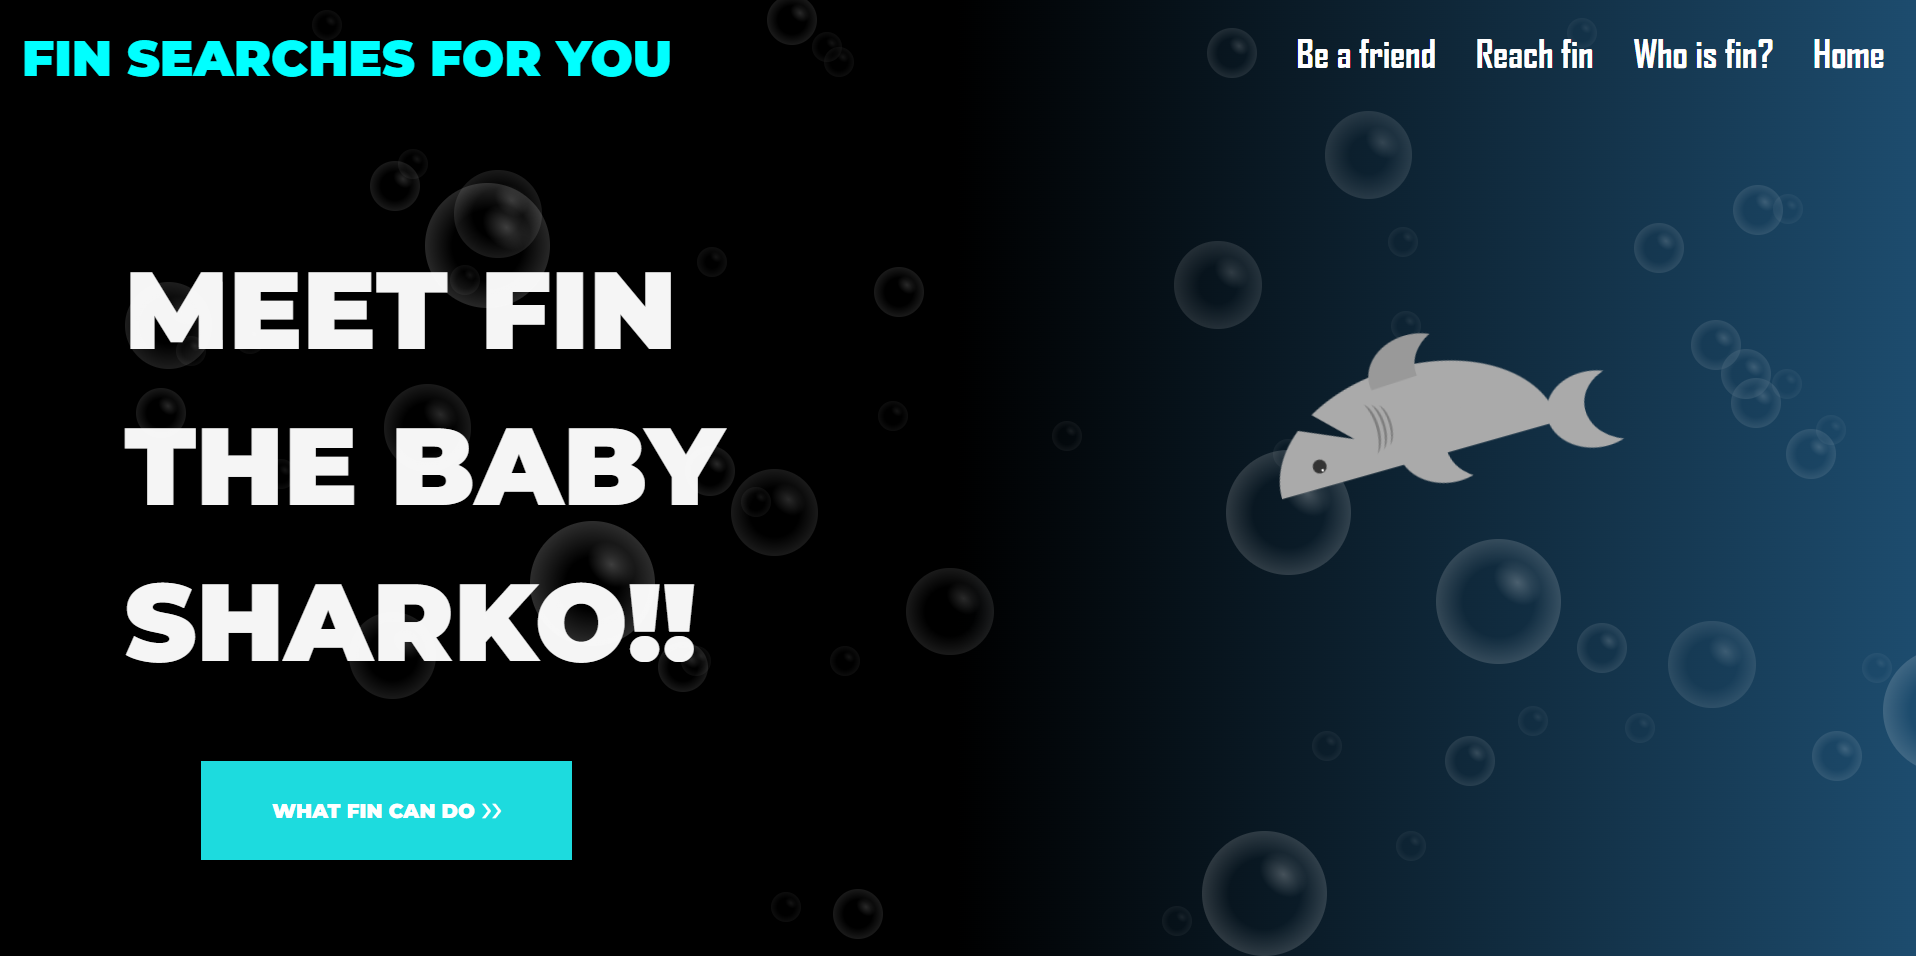 FIN SEARCHES FOR YOU
Be a friend
Reach fin
Who is fin?
Home
MEET FIN
THE BABY
SHARKO!!
WHAT FIN CAN DO »